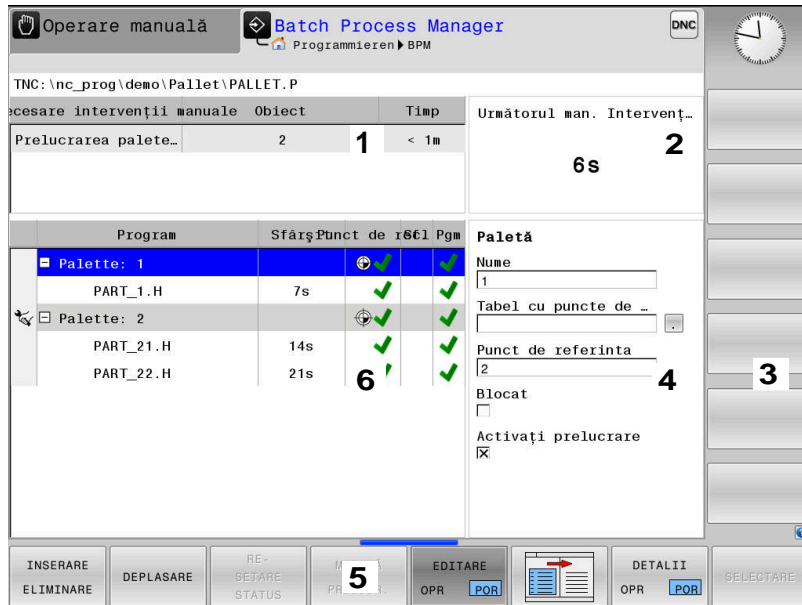 Operare manuală
Batch Process Manager
DNC
Programmieren BPM
TNC:\nc_prog\demo\Pallet\PALLET.P
ecesare intervenții manuale Obiect Timp
Prelucrarea palete… 2 1 < 1m
Următorul man. Intervenț…
2
6s
Program Sfârș Punct de ref Pgm
Palette: 1
PART_1.H 7s
Palette: 2
PART_21.H 14s
PART_22.H 21s
6
Paletă
Nume
1
Tabel cu puncte de …
.
Punct de referinta
2
4
Blocat
Activați prelucrare
3
INSERARE
ELIMINARE
DEPLASARE
RE-
SETARE
STATUS
5
EDITARE
OPR POR
DETALII
OPR POR
SELECTARE